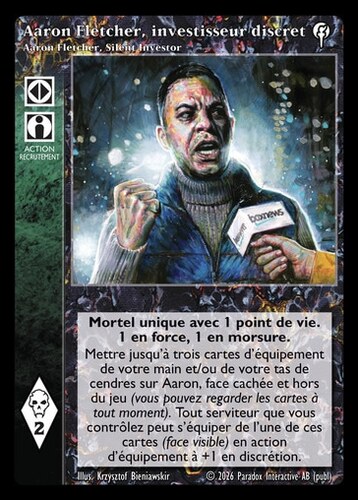 Aaron Fletcher, investisseur discret
Aaron Fletcher, Silent Investor
ACTION
RECRUTEMENT
boxnews
Mortel unique avec 1 point de vie.
1 en force, 1 en morsure.
Mettre jusqu'à trois cartes d'équipement
de votre main et/ou de votre tas de
cendres sur Aaron, face cachée et hors
du jeu (vous pouvez regarder les cartes à
tout moment). Tout serviteur que vous
contrôlez peut s'équiper de l'une de ces
cartes (face visible) en action
d'équipement à +1 en discrétion.
2
Illus. Krzysztof Bieniawskir
© 2026 Paradox Interactive AB (publ)